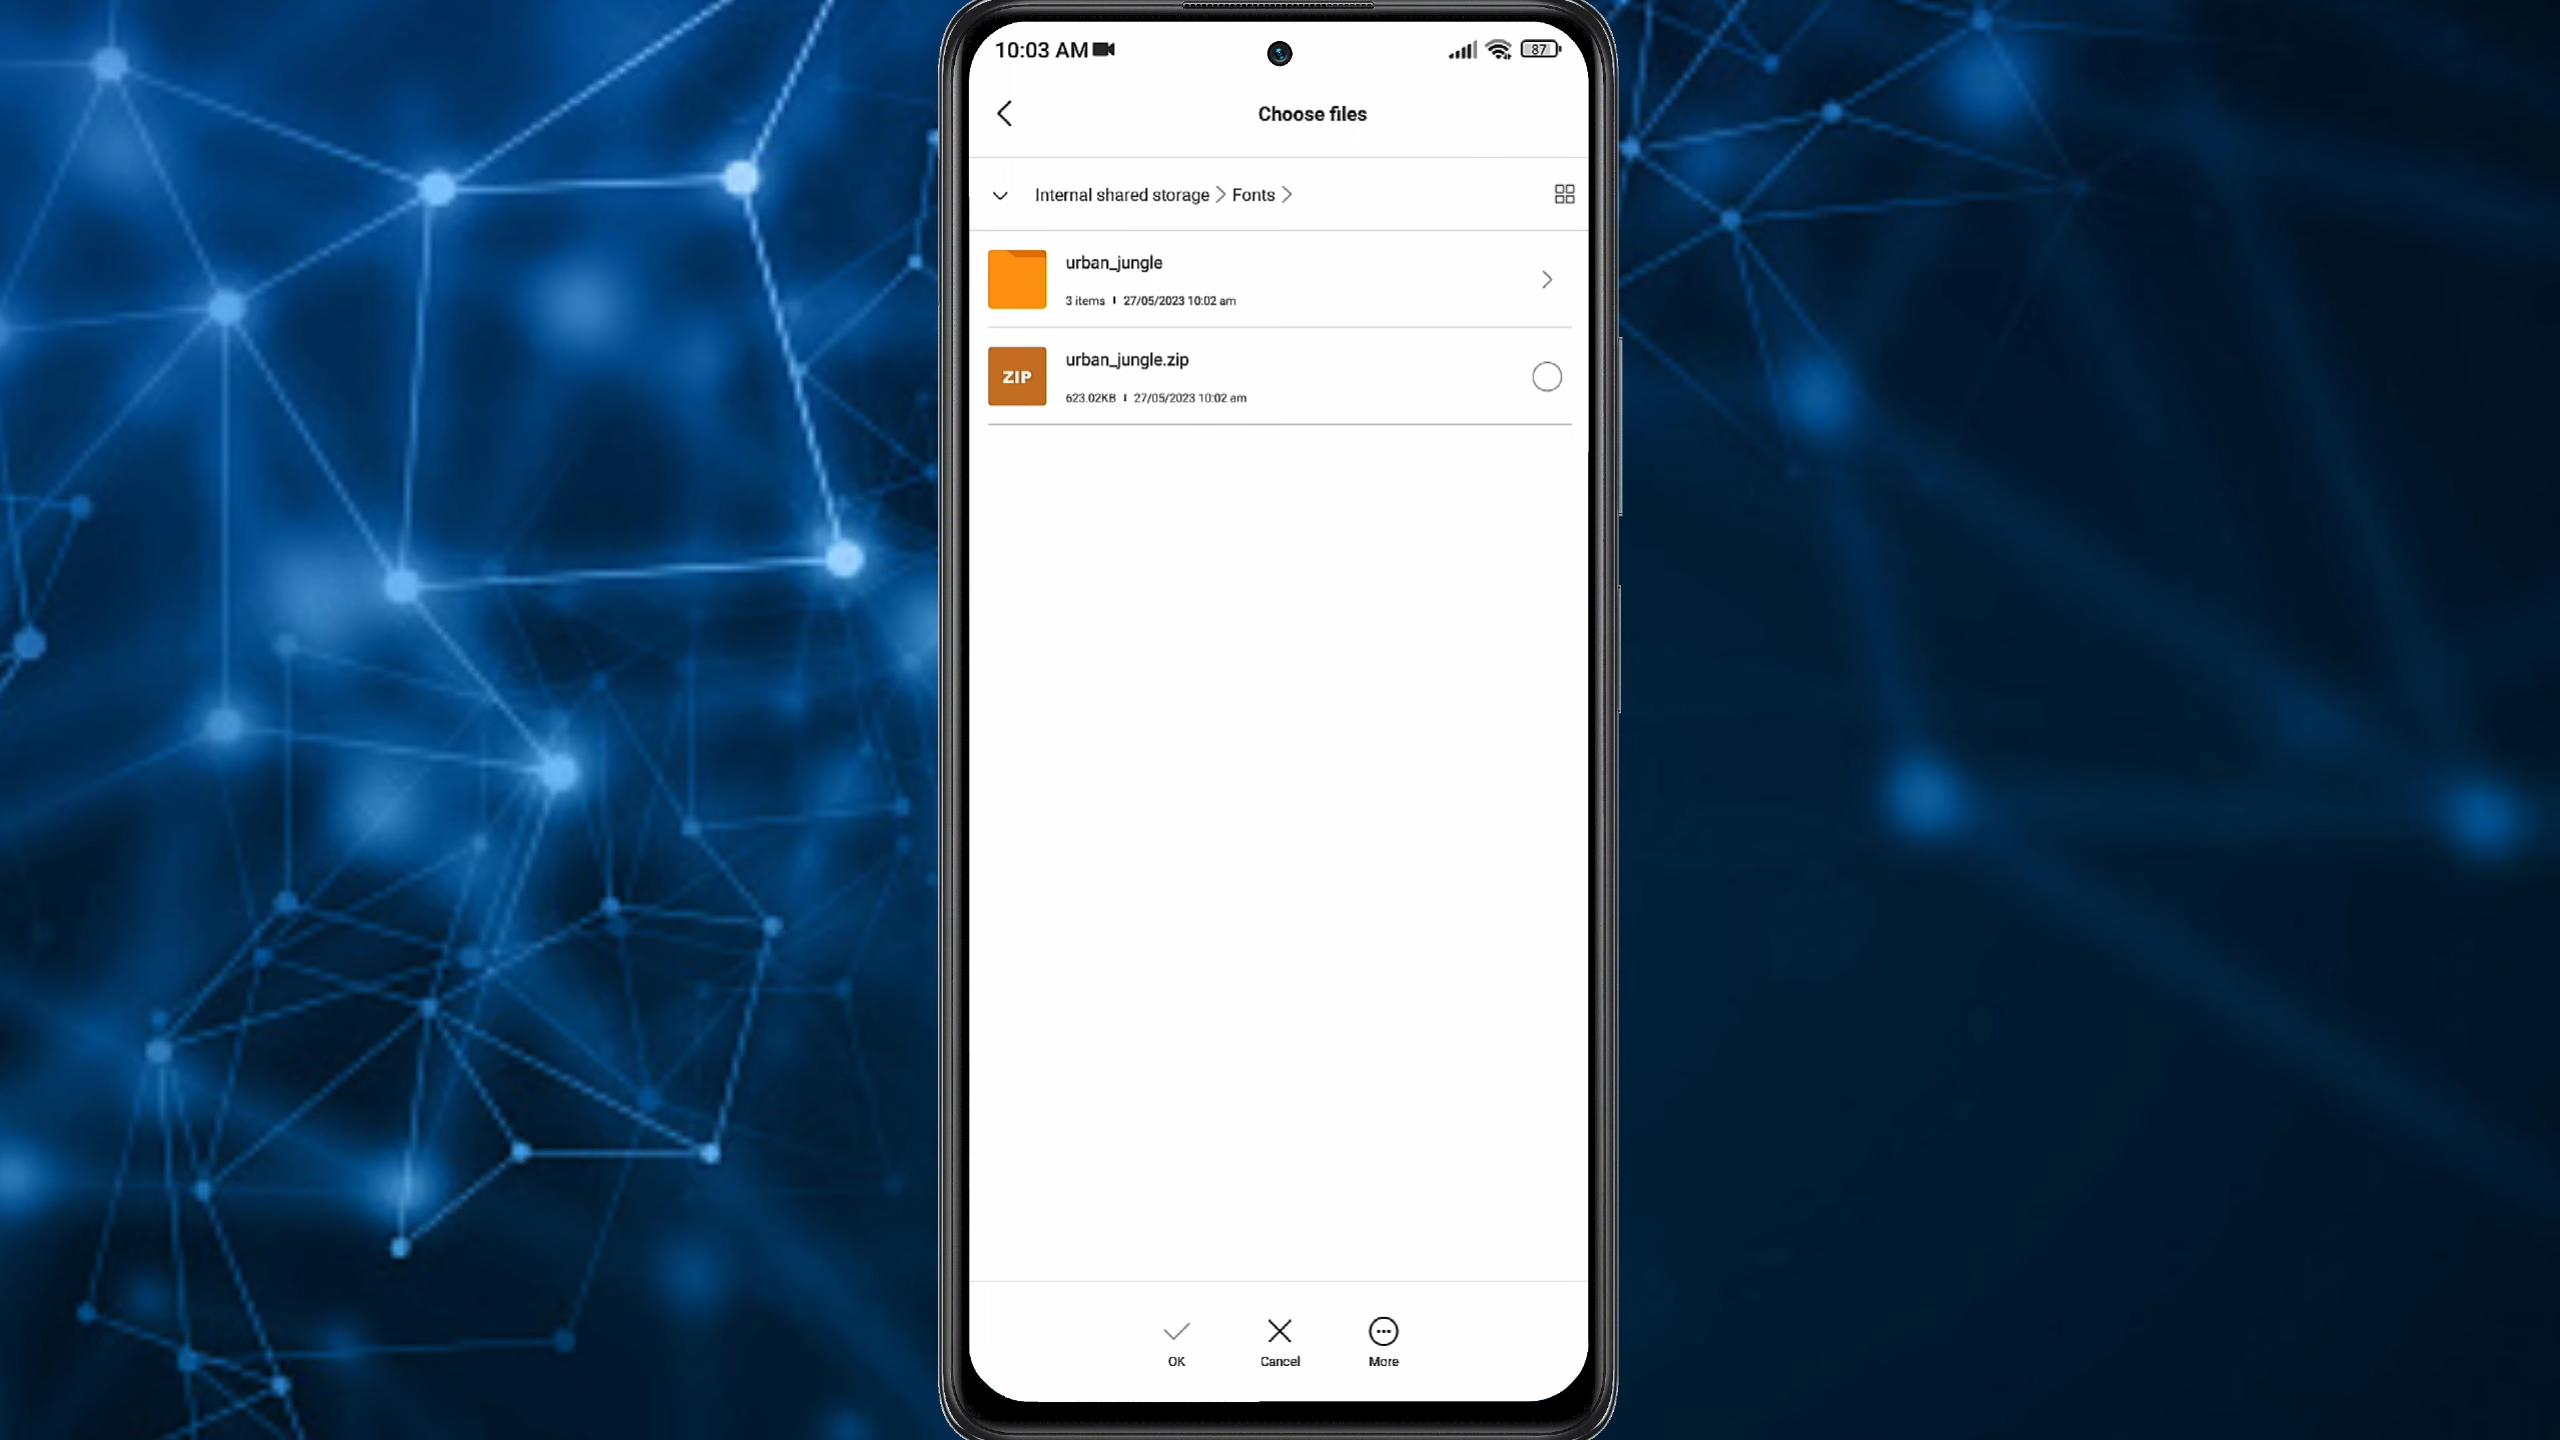 10:03 AM
87
Choose files
Internal shared storage > Fonts >
urban_jungle
3 items | 27/05/2023 10:02 am
ZIP
urban_jungle.zip
623.02KB | 27/05/2023 10:02 am
OK
Cancel
More